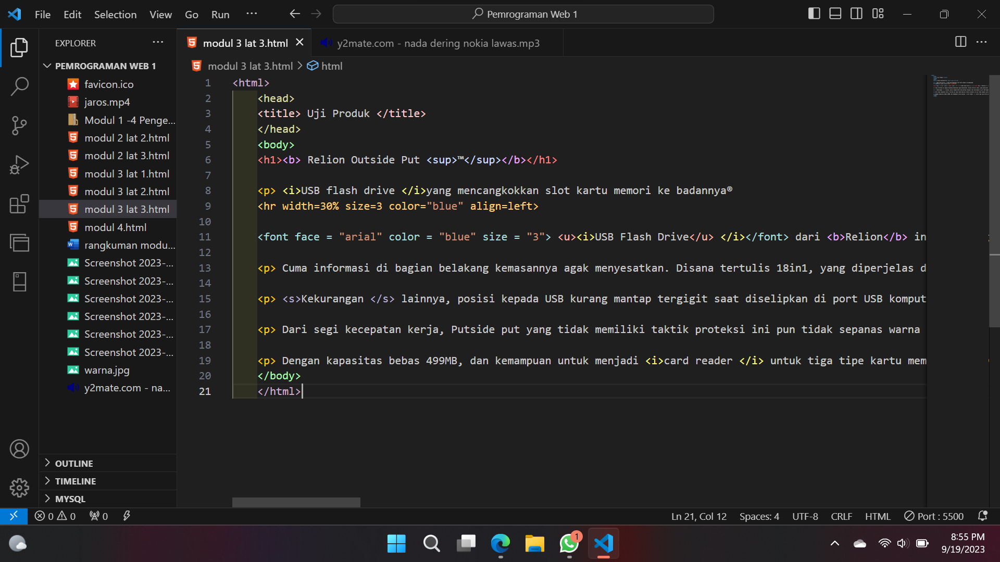 File Edit Selection View Go Run ··· Pemrograman Web 1
EXPLORER ···
PEMROGRAMAN WEB 1
favicon.ico
jaros.mp4
Modul 1 -4 Penge...
modul 2 lat 2.html
modul 2 lat 3.html
modul 3 lat 1.html
modul 3 lat 2.html
modul 3 lat 3.html
modul 4.html
rangkuman modu...
Screenshot 2023-...
Screenshot 2023-...
Screenshot 2023-...
Screenshot 2023-...
Screenshot 2023-...
Screenshot 2023-...
warna.jpg
y2mate.com - na...
OUTLINE
TIMELINE
MYSQL
modul 3 lat 3.html y2mate.com - nada dering nokia lawas.mp3
modul 3 lat 3.html > html
1 <html>
2 <head>
3 <title> Uji Produk </title>
4 </head>
5 <body>
6 <h1><b> Relion Outside Put <sup>™</sup></b></h1>
7
8 <p> <i>USB flash drive </i>yang mencangkokkan slot kartu memori ke badannya®
9 <hr width=30% size=3 color="blue" align=left>
10
11 <font face = "arial" color = "blue" size = "3"> <u><i>USB Flash Drive</u> </i></font> dari <b>Relion</b> in
12
13 <p> Cuma informasi di bagian belakang kemasannya agak menyesatkan. Disana tertulis 18in1, yang diperjelas d
14
15 <p> <s>Kekurangan </s> lainnya, posisi kepada USB kurang mantap tergigit saat diselipkan di port USB komput
16
17 <p> Dari segi kecepatan kerja, Putside put yang tidak memiliki taktik proteksi ini pun tidak sepanas warna
18
19 <p> Dengan kapasitas bebas 499MB, dan kemampuan untuk menjadi <i>card reader </i> untuk tiga tipe kartu mem
20 </body>
21 </html>
0 0 0 Ln 21, Col 12 Spaces: 4 UTF-8 CRLF HTML Port : 5500
1
8:55 PM
9/19/2023